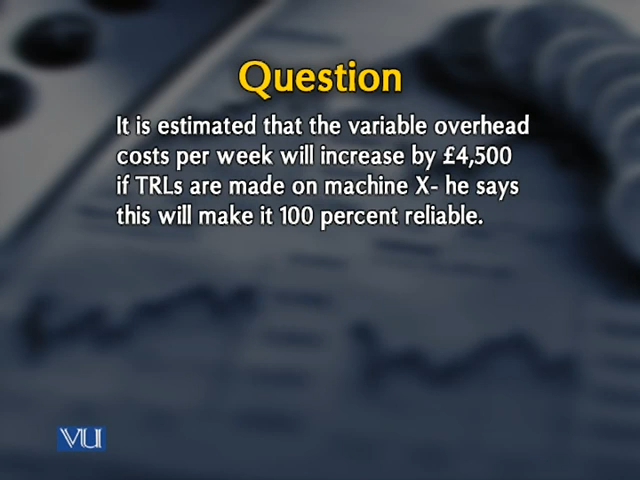 Question
It is estimated that the variable overhead
costs per week will increase by £4,500
if TRLs are made on machine X- he says
this will make it 100 percent reliable.
VU